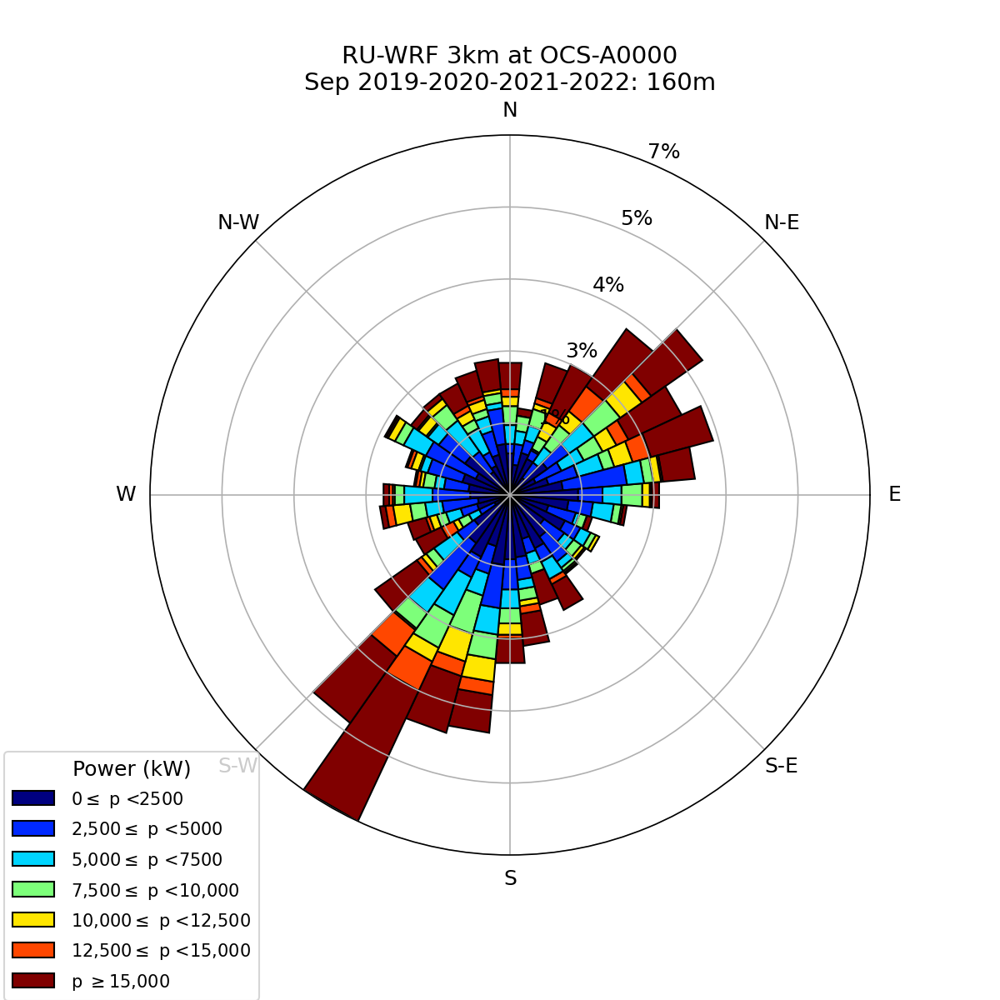 RU-WRF 3km at OCS-A0000
Sep 2019-2020-2021-2022: 160m
N
7%
N-W
5%
N-E
4%
3%
1%
W
E
S-W
S-E
S
Power (kW)
0≤ p <2500
2,500≤ p <5000
5,000≤ p <7500
7,500≤ p <10,000
10,000≤ p <12,500
12,500≤ p <15,000
p ≥15,000